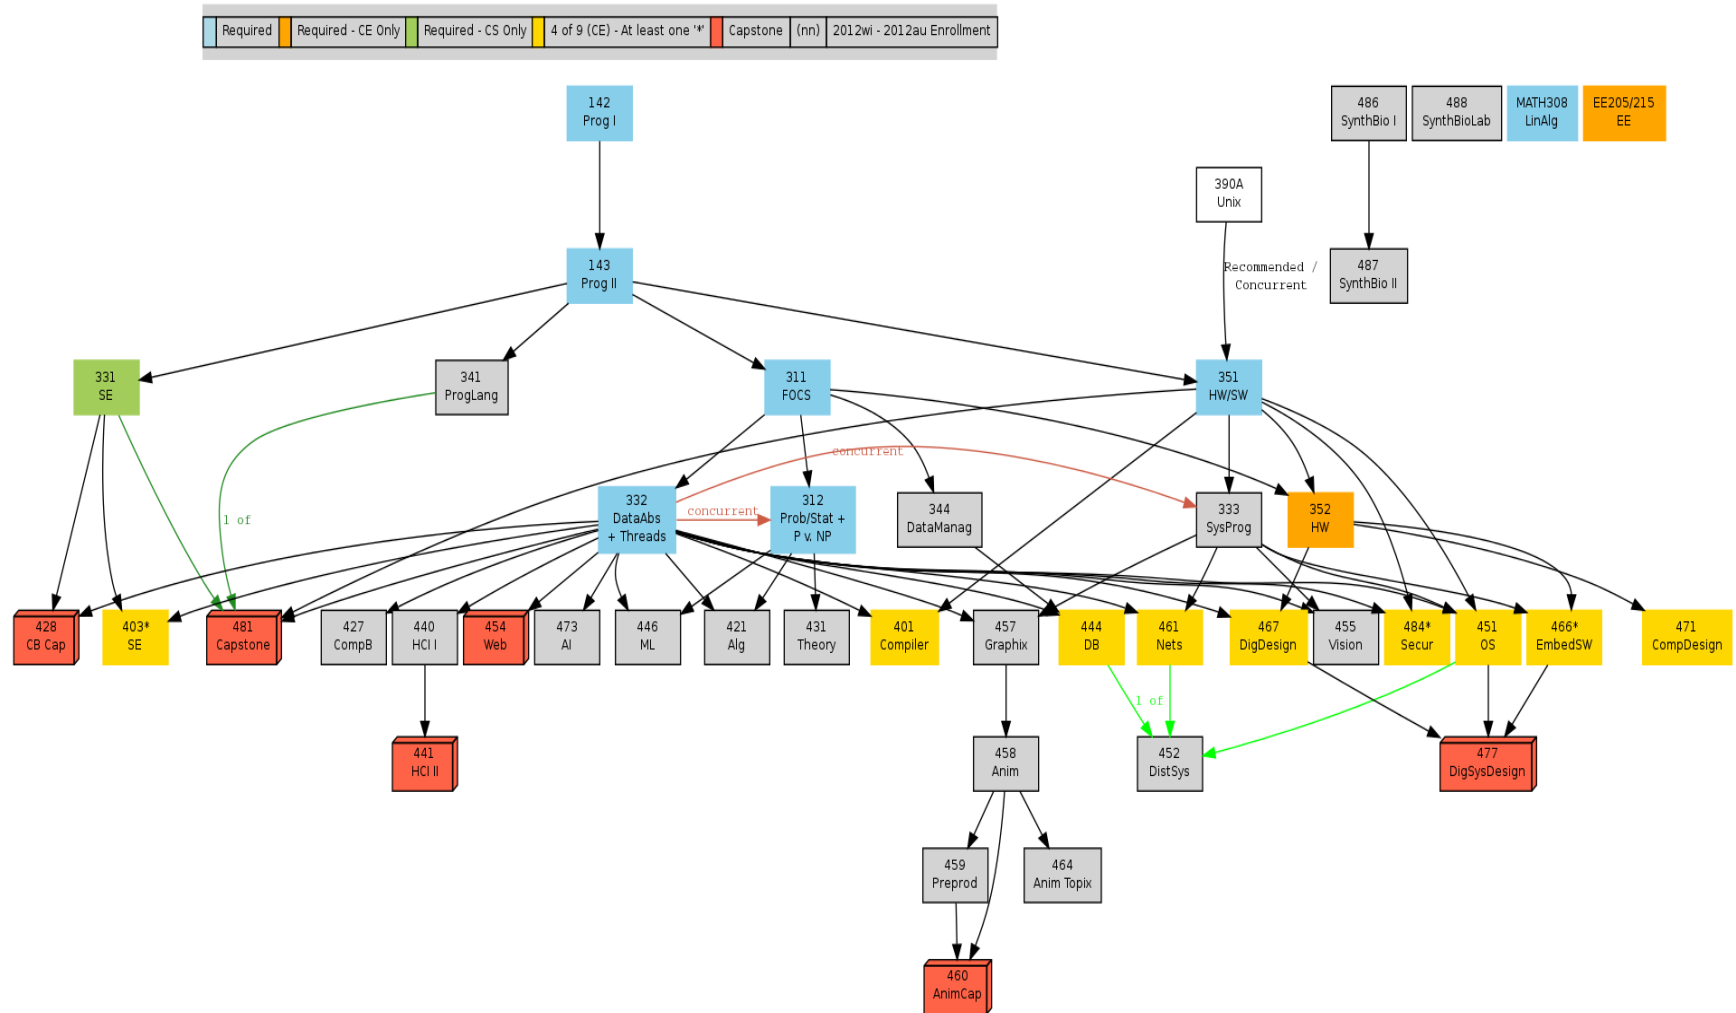 Required Required - CE Only Required - CS Only 4 of 9 (CE) - At least one '*' Capstone (nn) 2012wi - 2012au Enrollment
142
Prog I
486
SynthBio I
488
SynthBioLab
MATH308
LinAlg
EE205/215
EE
390A
Unix
143
Prog II
Recommended /
Concurrent
487
SynthBio II
331
SE
341
ProgLang
311
FOCS
351
HW/SW
concurrent
332
DataAbs
+ Threads
concurrent
312
Prob/Stat +
P v. NP
344
DataManag
333
SysProg
352
HW
1 of
428
CB Cap
403*
SE
481
Capstone
427
CompB
440
HCI I
454
Web
473
AI
446
ML
421
Alg
431
Theory
401
Compiler
457
Graphix
444
DB
461
Nets
467
DigDesign
455
Vision
484*
Secur
451
OS
466*
EmbedSW
471
CompDesign
1 of
441
HCI II
458
Anim
452
DistSys
477
DigSysDesign
459
Preprod
464
Anim Topix
460
AnimCap